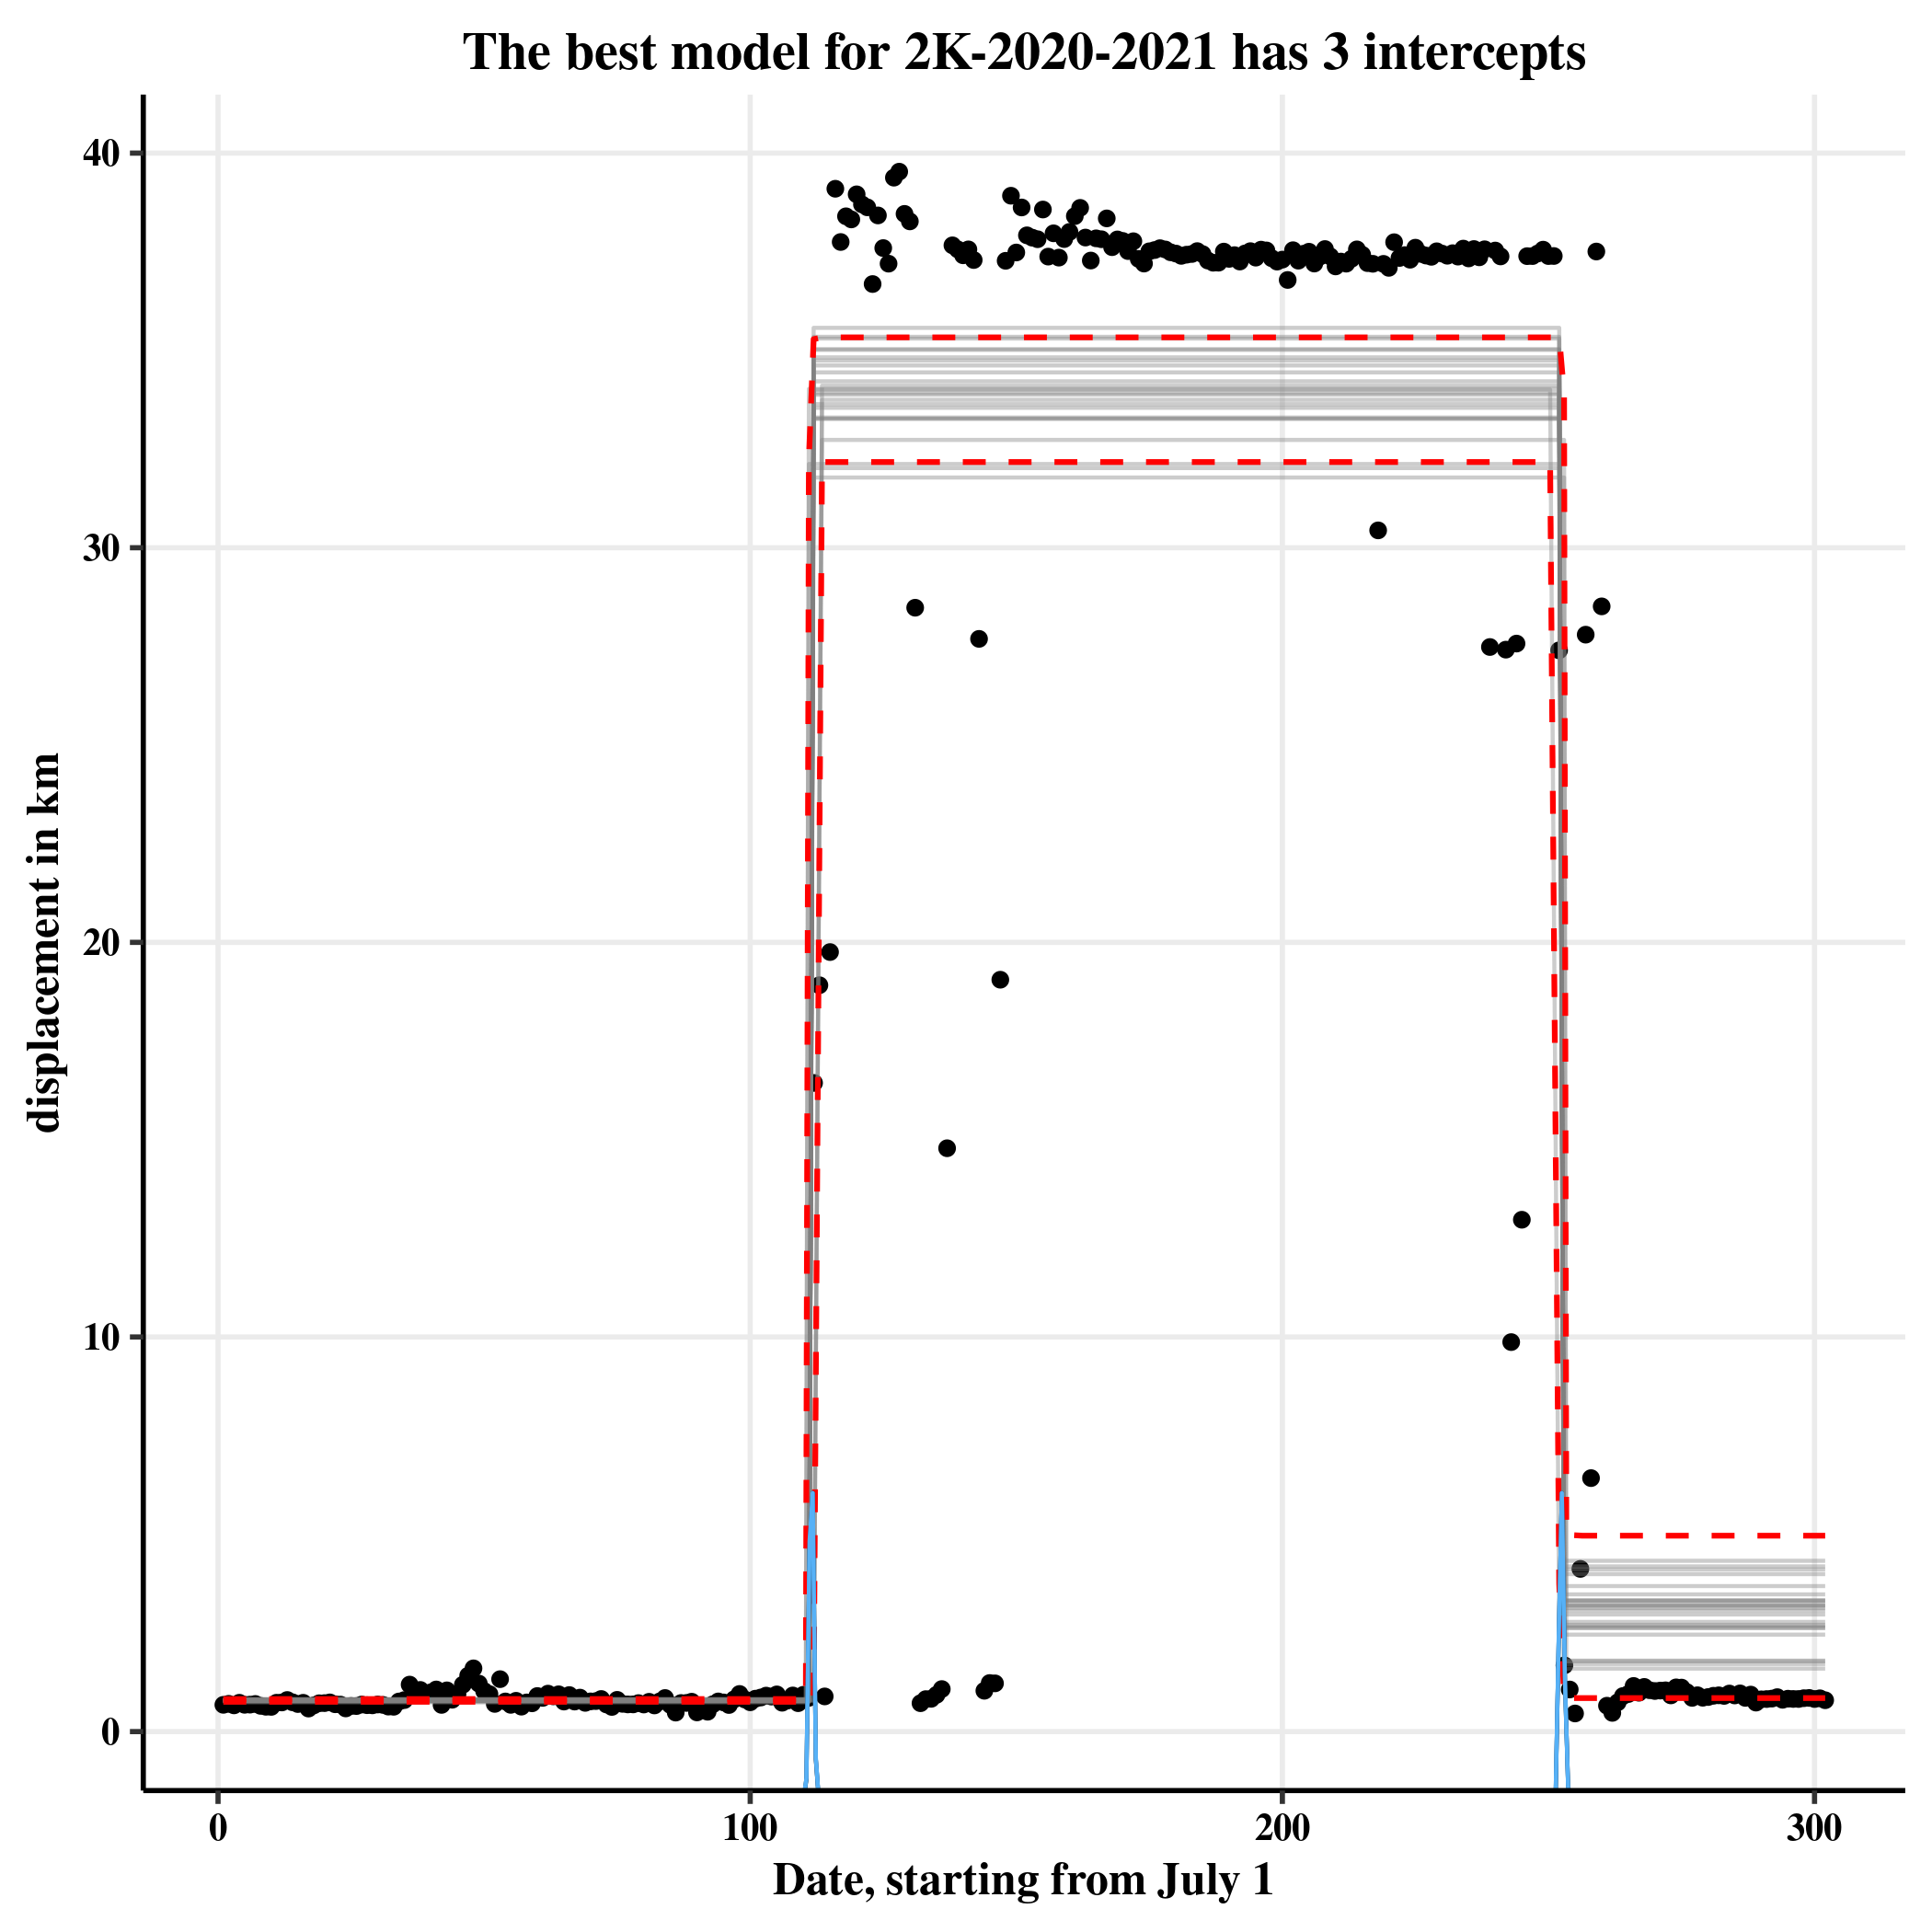 The best model for 2K-2020-2021 has 3 intercepts
40
30
20
10
0
displacement in km
0 100 200 300
Date, starting from July 1